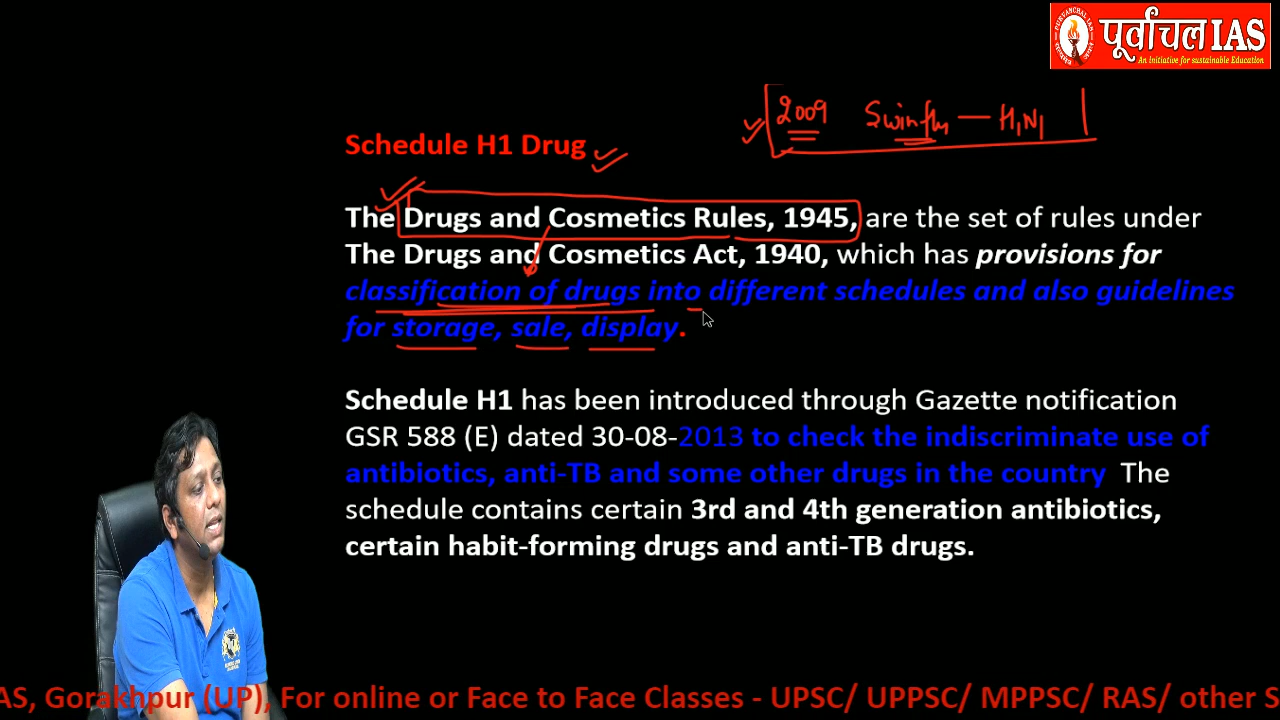 पूर्वांचल IAS
An initiative for sustainable Education
2009 Swinflu — H1N1
Schedule H1 Drug
The Drugs and Cosmetics Rules, 1945, are the set of rules under
The Drugs and Cosmetics Act, 1940, which has provisions for
classification of drugs into different schedules and also guidelines
for storage, sale, display.
Schedule H1 has been introduced through Gazette notification
GSR 588 (E) dated 30-08-2013 to check the indiscriminate use of
antibiotics, anti-TB and some other drugs in the country The
schedule contains certain 3rd and 4th generation antibiotics,
certain habit-forming drugs and anti-TB drugs.
AS, Gorakhpur (UP), For online or Face to Face Classes - UPSC/ UPPSC/ MPPSC/ RAS/ other S